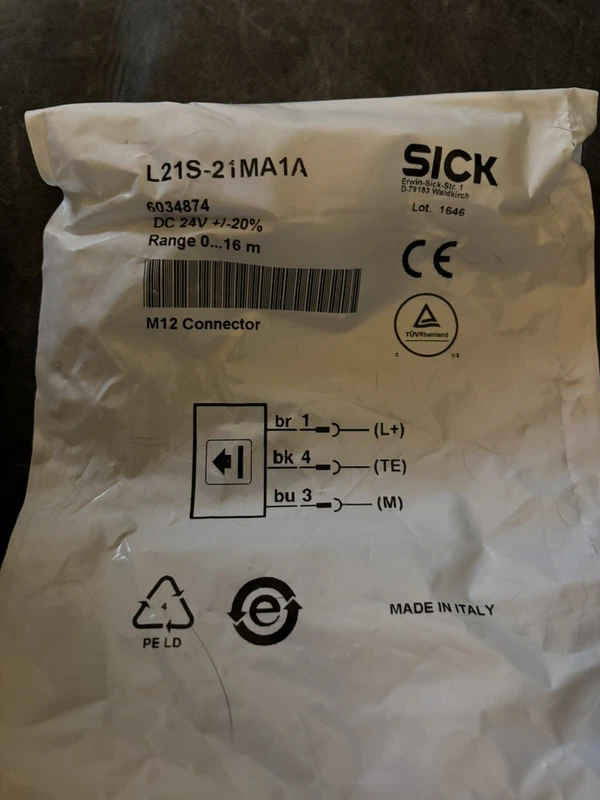 L21S-21MA1A
SICK
Erwin-Sick-Str. 1
D-79183 Waldkirch
6034874
Lot. 1646
DC 24V +/-20%
Range 0...16 m
CE
M12 Connector
TÜVRheinland
C US
br 1 (L+)
bk 4 (TE)
bu 3 (M)
4
PE LD
e
MADE IN ITALY